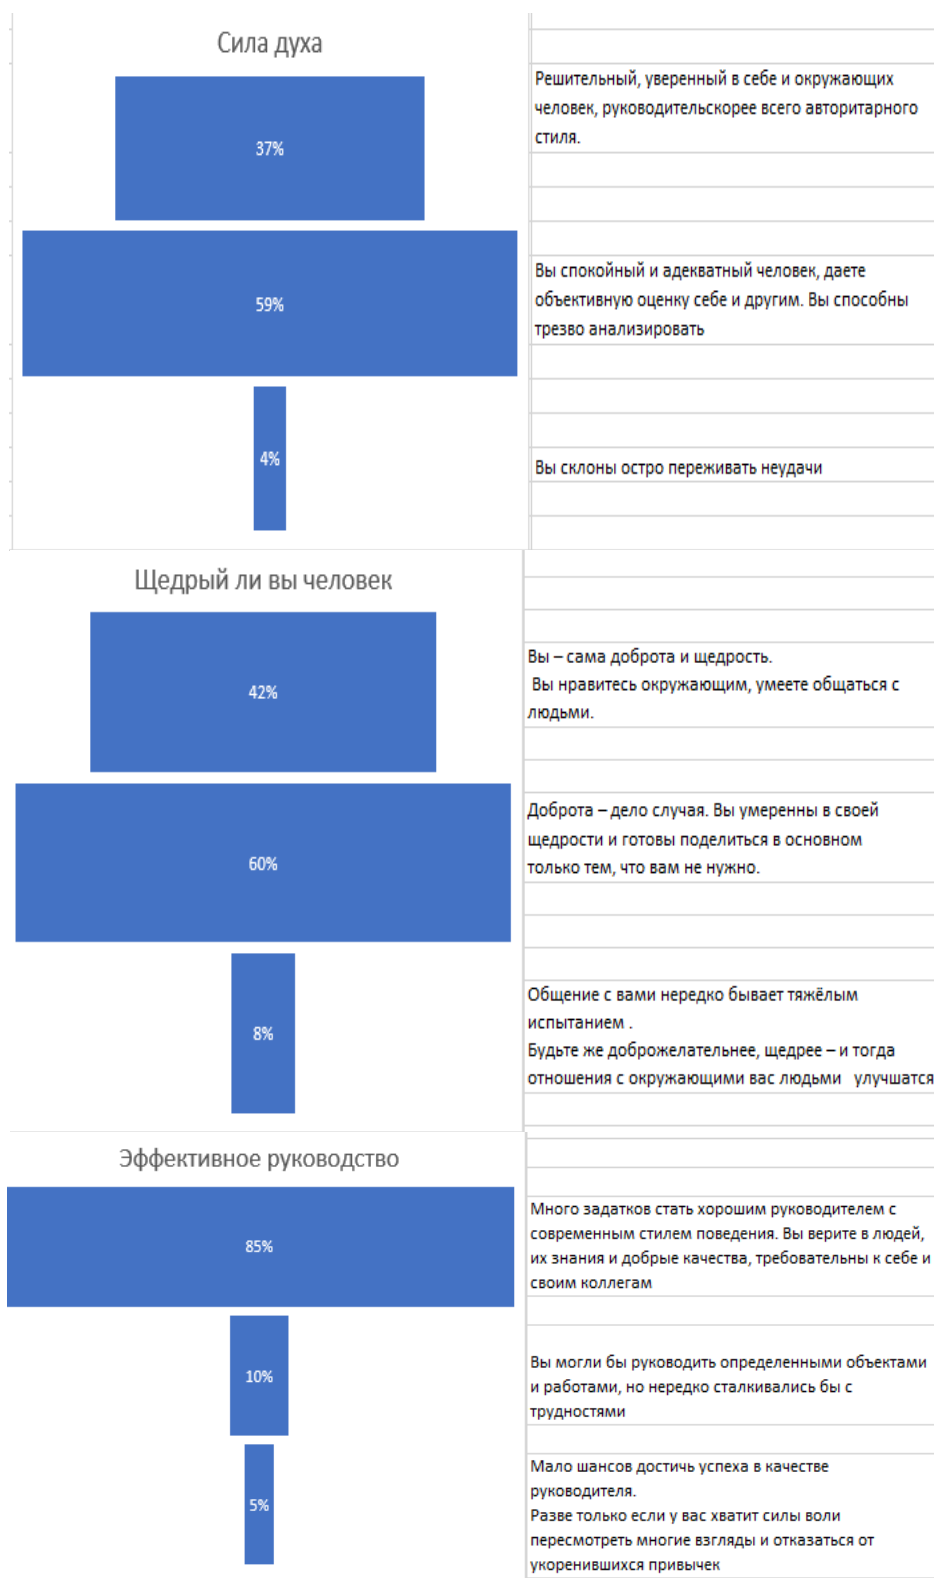 Сила духа
37%
Решительный, уверенный в себе и окружающих
человек, руководительскорее всего авторитарного
стиля.
59%
Вы спокойный и адекватный человек, даете
объективную оценку себе и другим. Вы способны
трезво анализировать
4%
Вы склоны остро переживать неудачи
Щедрый ли вы человек
42%
Вы – сама доброта и щедрость.
Вы нравитесь окружающим, умеете общаться с
людьми.
60%
Доброта – дело случая. Вы умеренны в своей
щедрости и готовы поделиться в основном
только тем, что вам не нужно.
8%
Общение с вами нередко бывает тяжёлым
испытанием .
Будьте же доброжелательнее, щедрее – и тогда
отношения с окружающими вас людьми улучшатся
Эффективное руководство
85%
Много задатков стать хорошим руководителем с
современным стилем поведения. Вы верите в людей,
их знания и добрые качества, требовательны к себе и
своим коллегам
10%
Вы могли бы руководить определенными объектами
и работами, но нередко сталкивались бы с
трудностями
5%
Мало шансов достичь успеха в качестве
руководителя.
Разве только если у вас хватит силы воли
пересмотреть многие взгляды и отказаться от
укоренившихся привычек